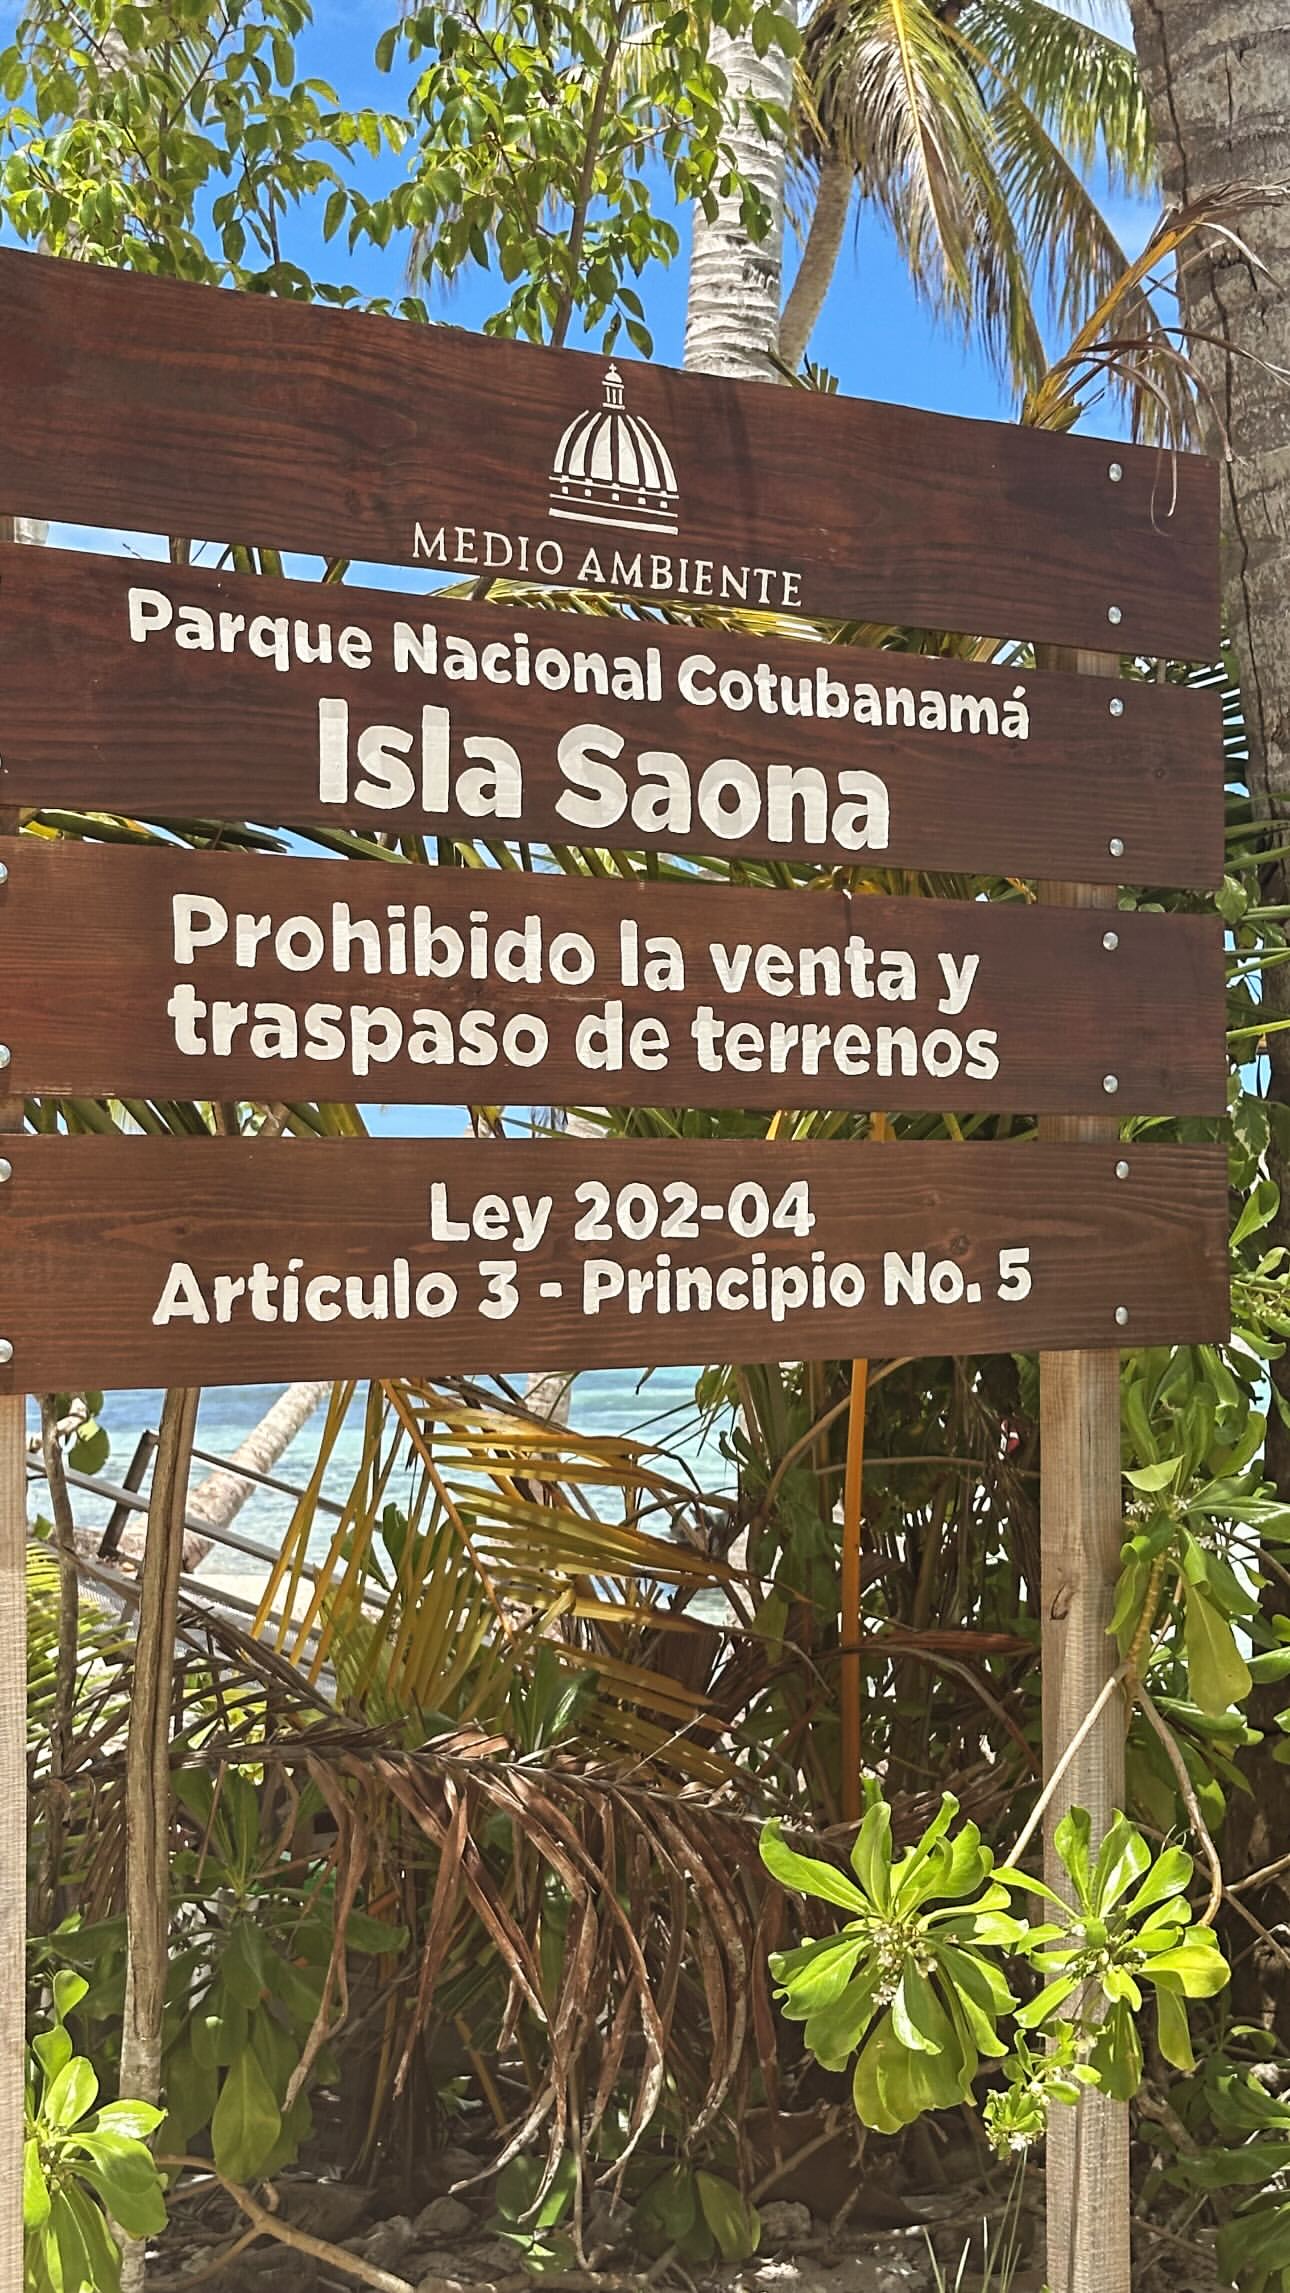 MEDIO AMBIENTE
Parque Nacional Cotubanamá
Isla Saona
Prohibido la venta y
traspaso de terrenos
Ley 202-04
Artículo 3 - Principio No. 5